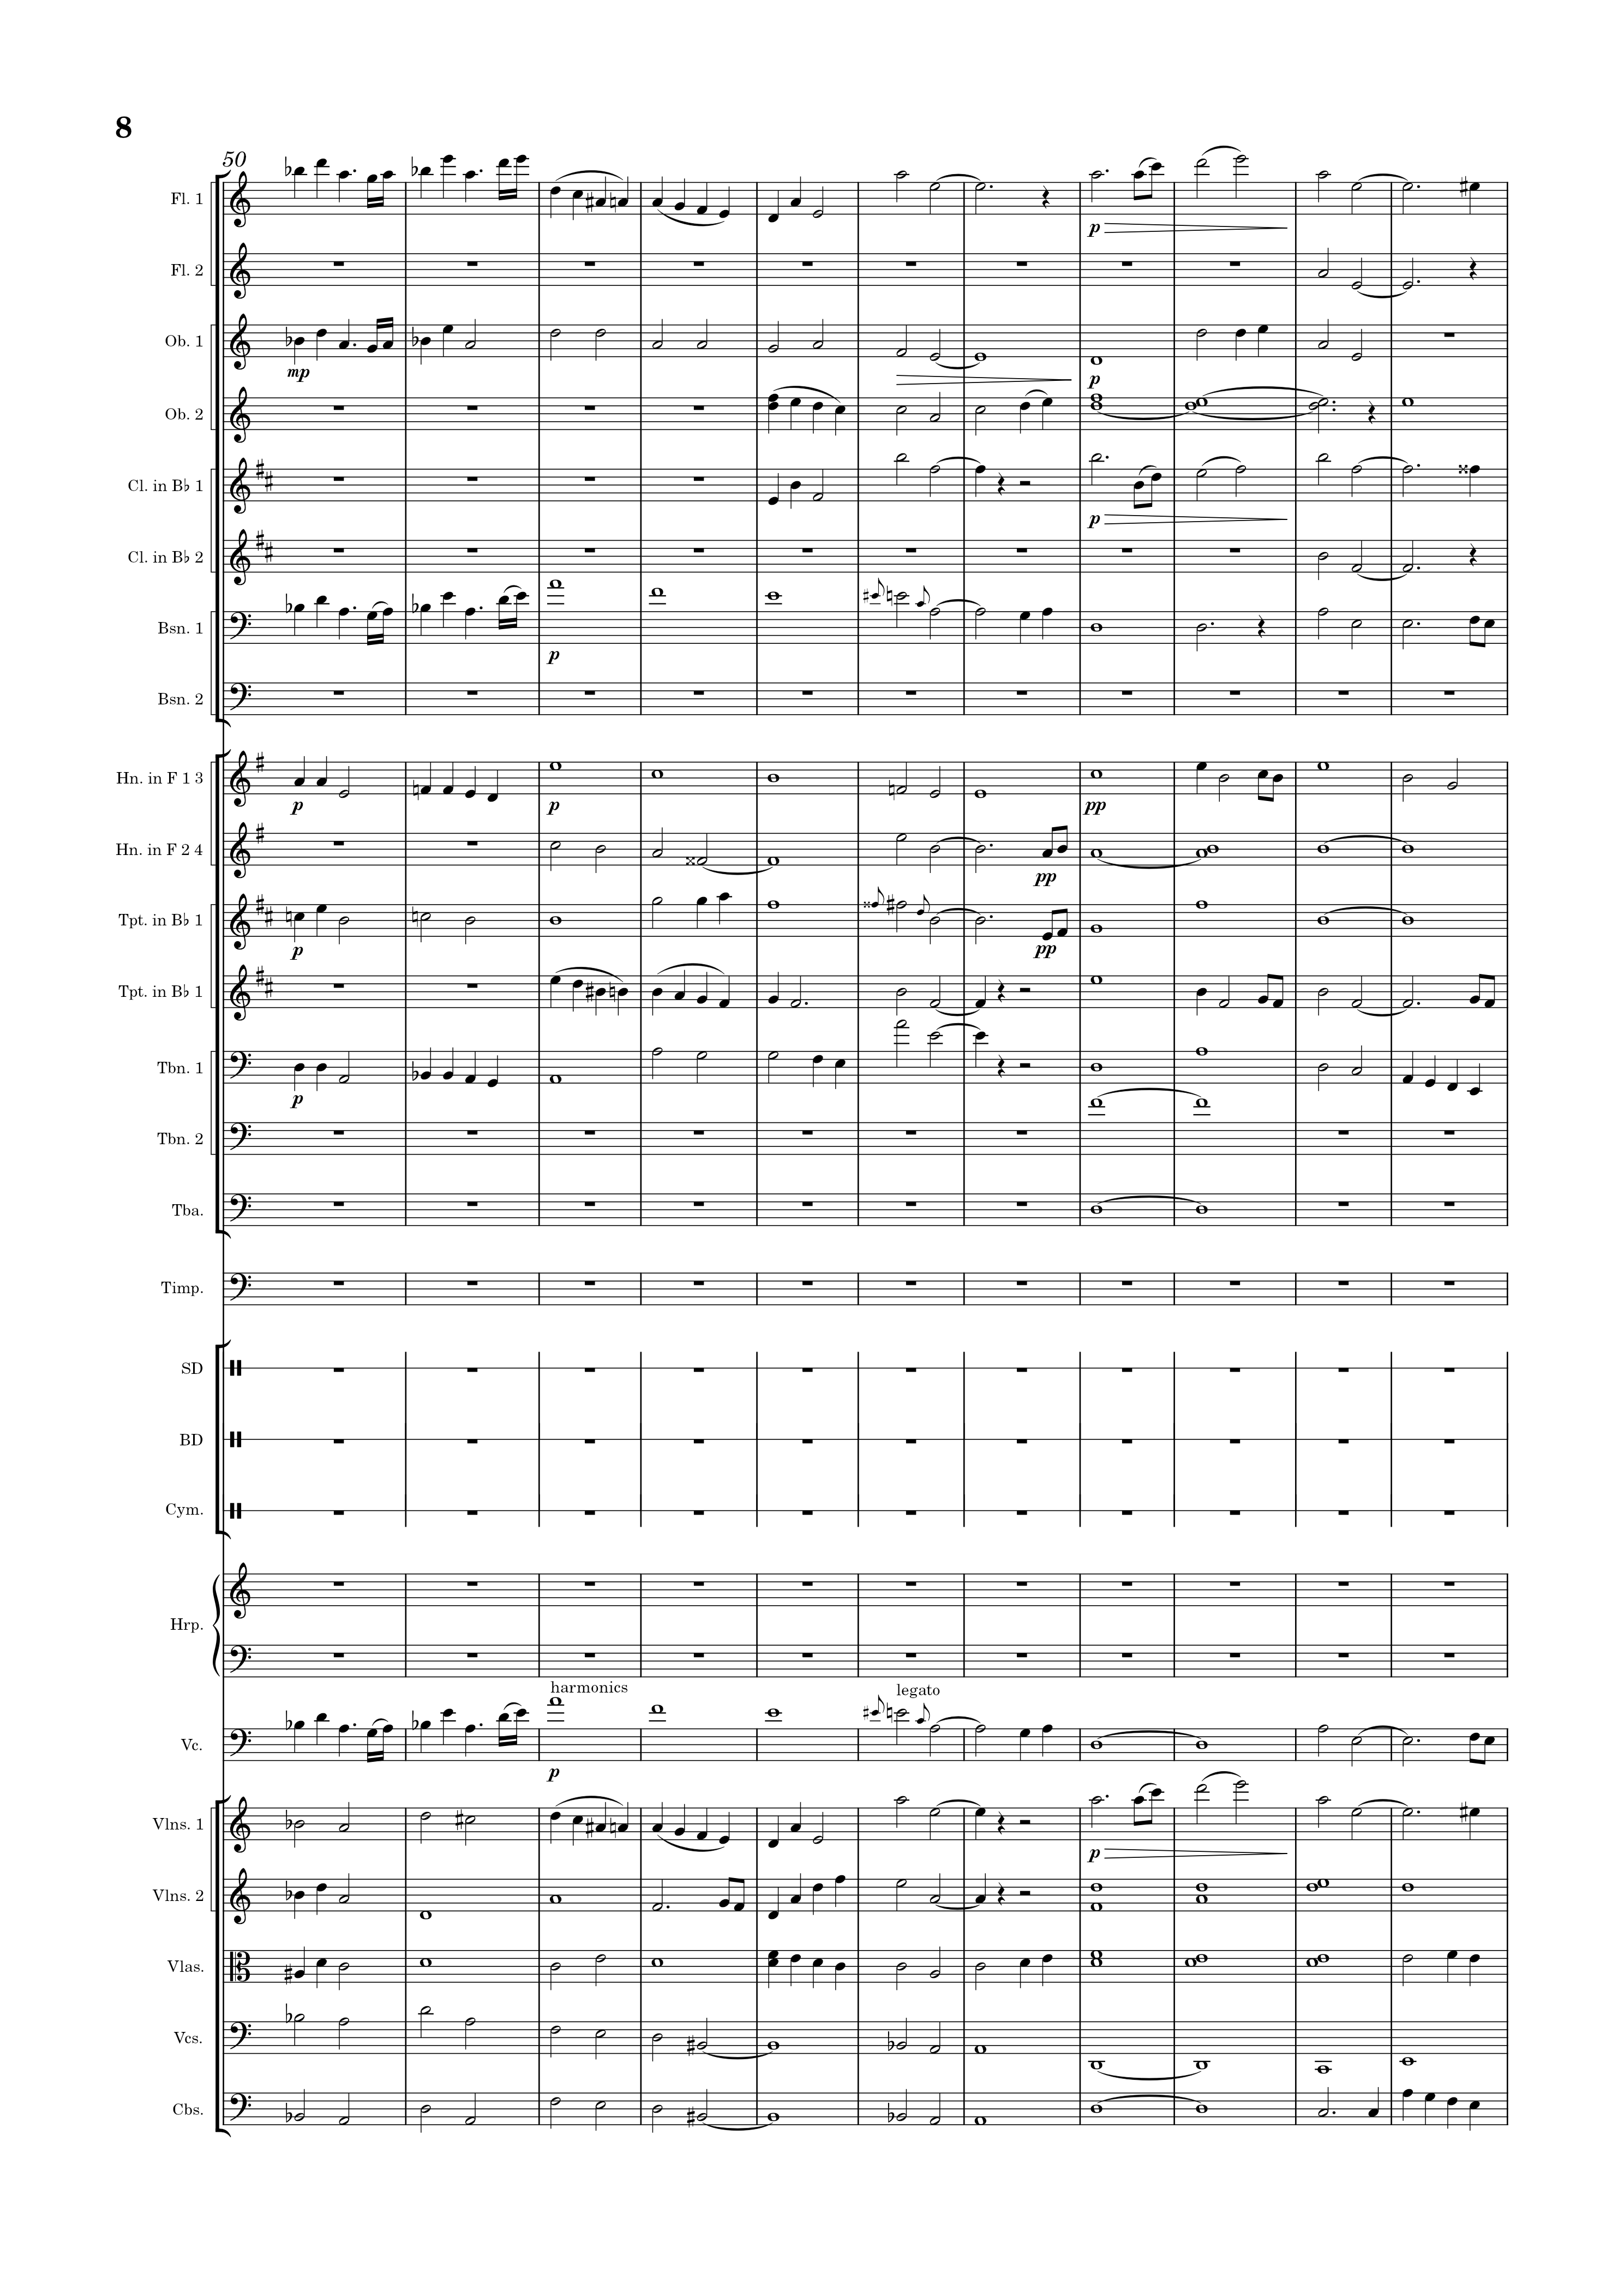 8
50
Fl. 1
p
Fl. 2
Ob. 1
mp
p
Ob. 2
Cl. in B♭ 1
p
Cl. in B♭ 2
Bsn. 1
p
Bsn. 2
Hn. in F 1 3
p
p
pp
Hn. in F 2 4
pp
Tpt. in B♭ 1
p
pp
Tpt. in B♭ 1
Tbn. 1
p
Tbn. 2
Tba.
Timp.
SD
BD
Cym.
Hrp.
harmonics
legato
Vc.
p
Vlns. 1
p
Vlns. 2
Vlas.
Vcs.
Cbs.